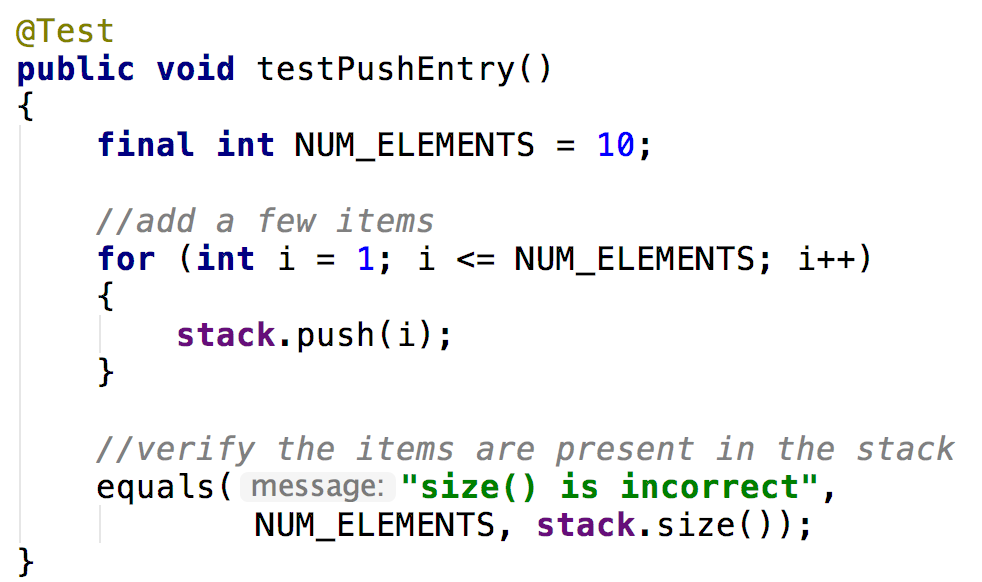 @Test
public void testPushEntry()
{
    final int NUM_ELEMENTS = 10;

    //add a few items
    for (int i = 1; i <= NUM_ELEMENTS; i++)
    {
        stack.push(i);
    }

    //verify the items are present in the stack
    equals( message: "size() is incorrect",
            NUM_ELEMENTS, stack.size());
}